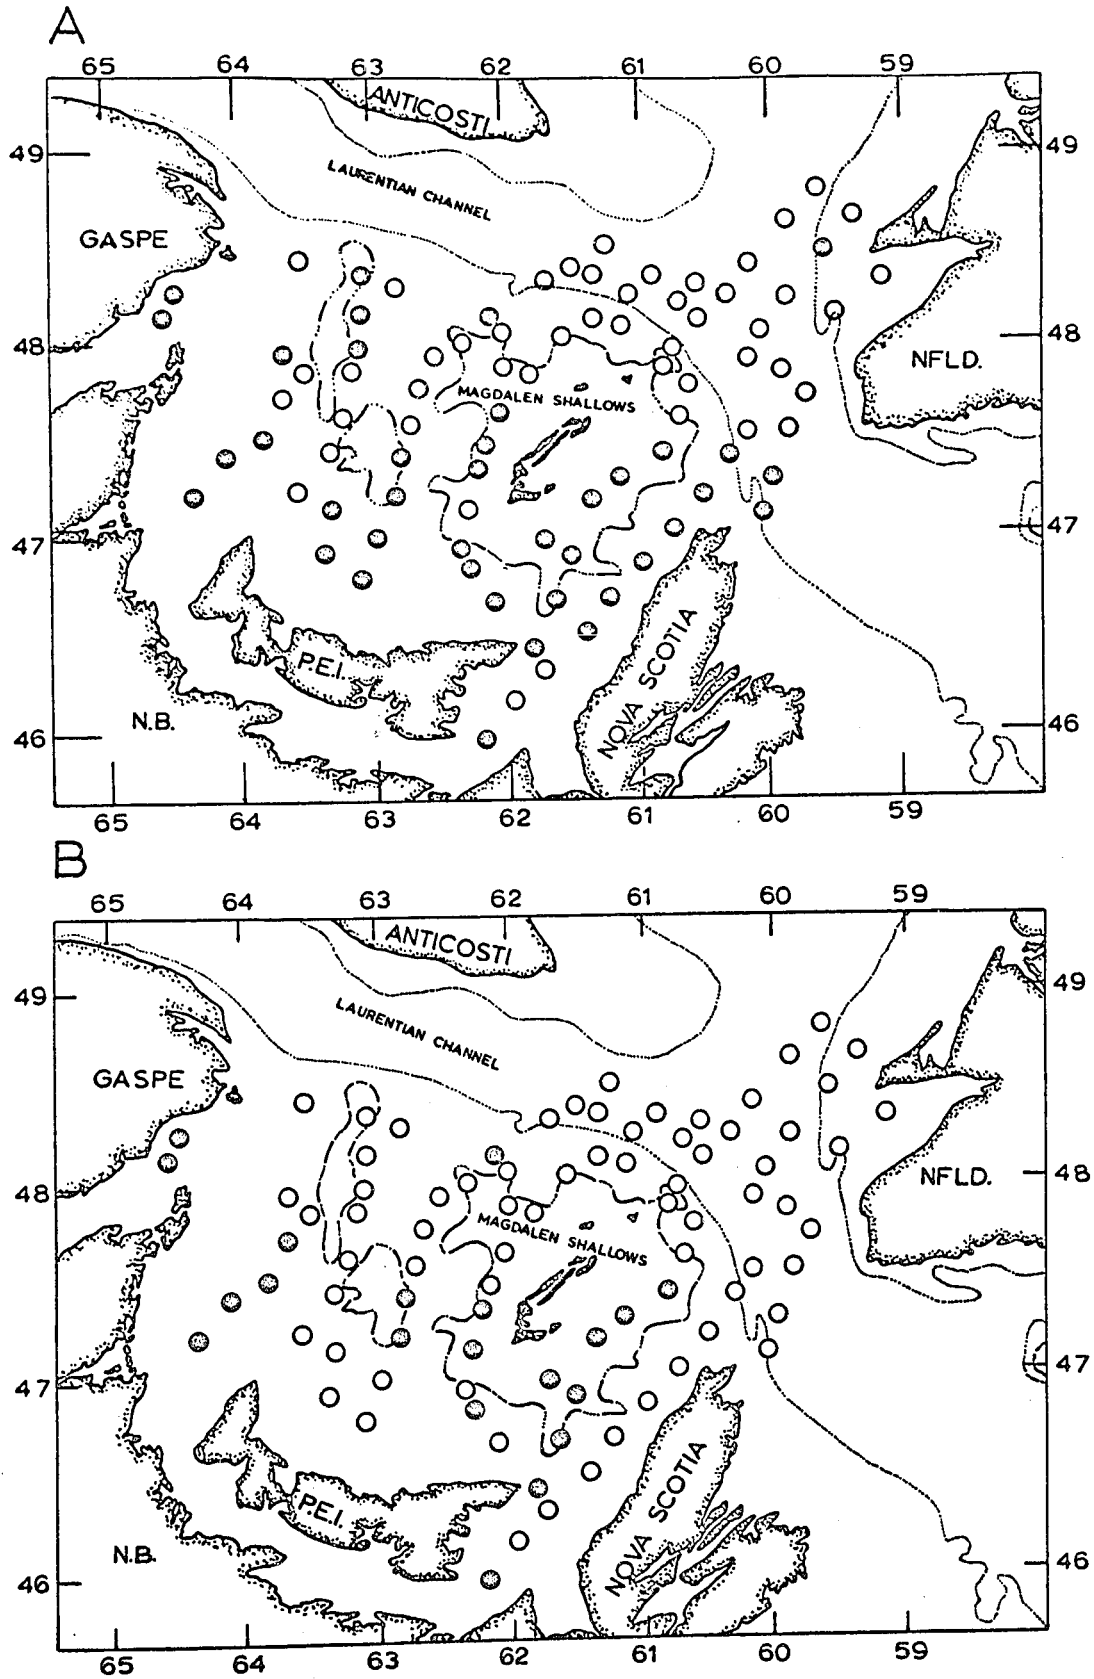 A
65 64 63 62 61 60 59
ANTICOSTI
49 49
LAURENTIAN CHANNEL
GASPE
48 48
NFLD.
MAGDALEN SHALLOWS
47 47
NOVA SCOTIA
P.E.I.
N.B.
46 46
65 64 63 62 61 60 59
B
65 64 63 62 61 60 59
ANTICOSTI
49 49
LAURENTIAN CHANNEL
GASPE
48 48
NFLD.
MAGDALEN SHALLOWS
47 47
NOVA SCOTIA
P.E.I.
N.B.
46 46
65 64 63 62 61 60 59